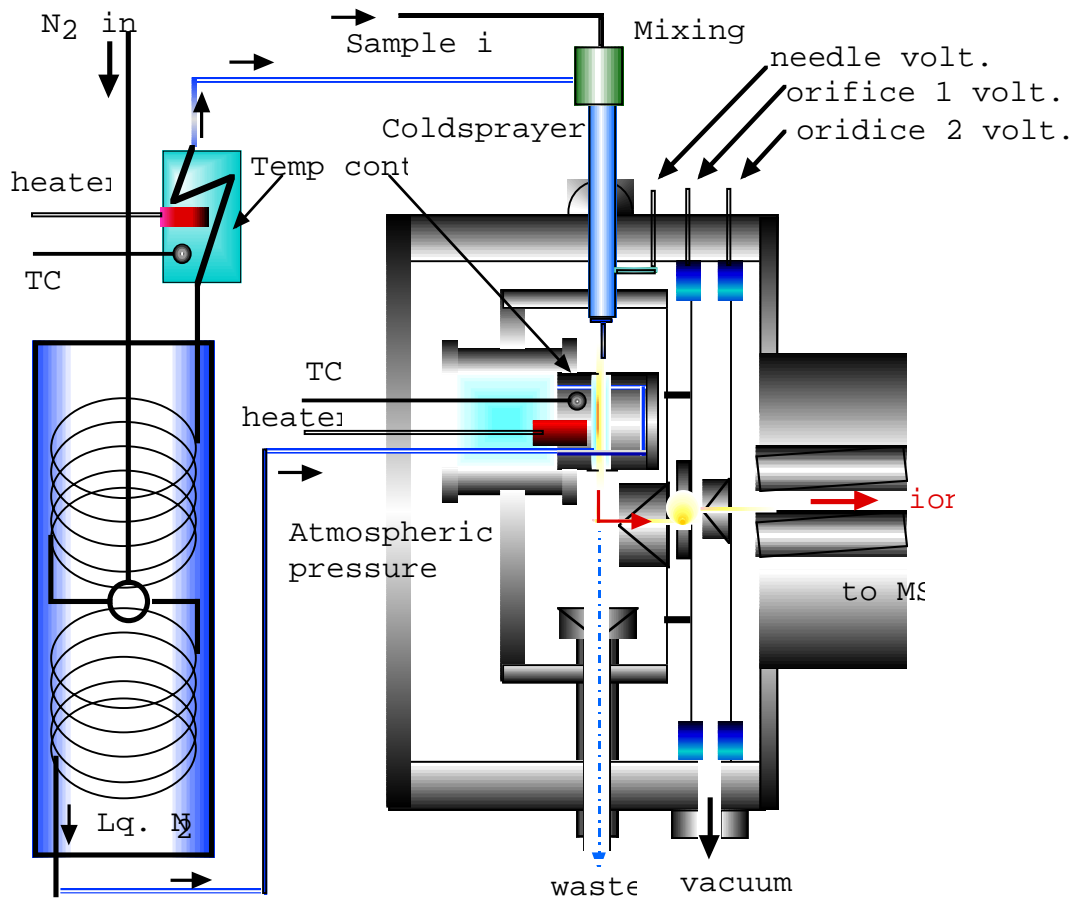 N2 in
Sample i
Mixing
needle volt.
orifice 1 volt.
oridice 2 volt.
Coldsprayer
Temp cont
heater
TC
TC
heater
Atmospheric
pressure
ion
to MS
Lq. N2
waste
vacuum